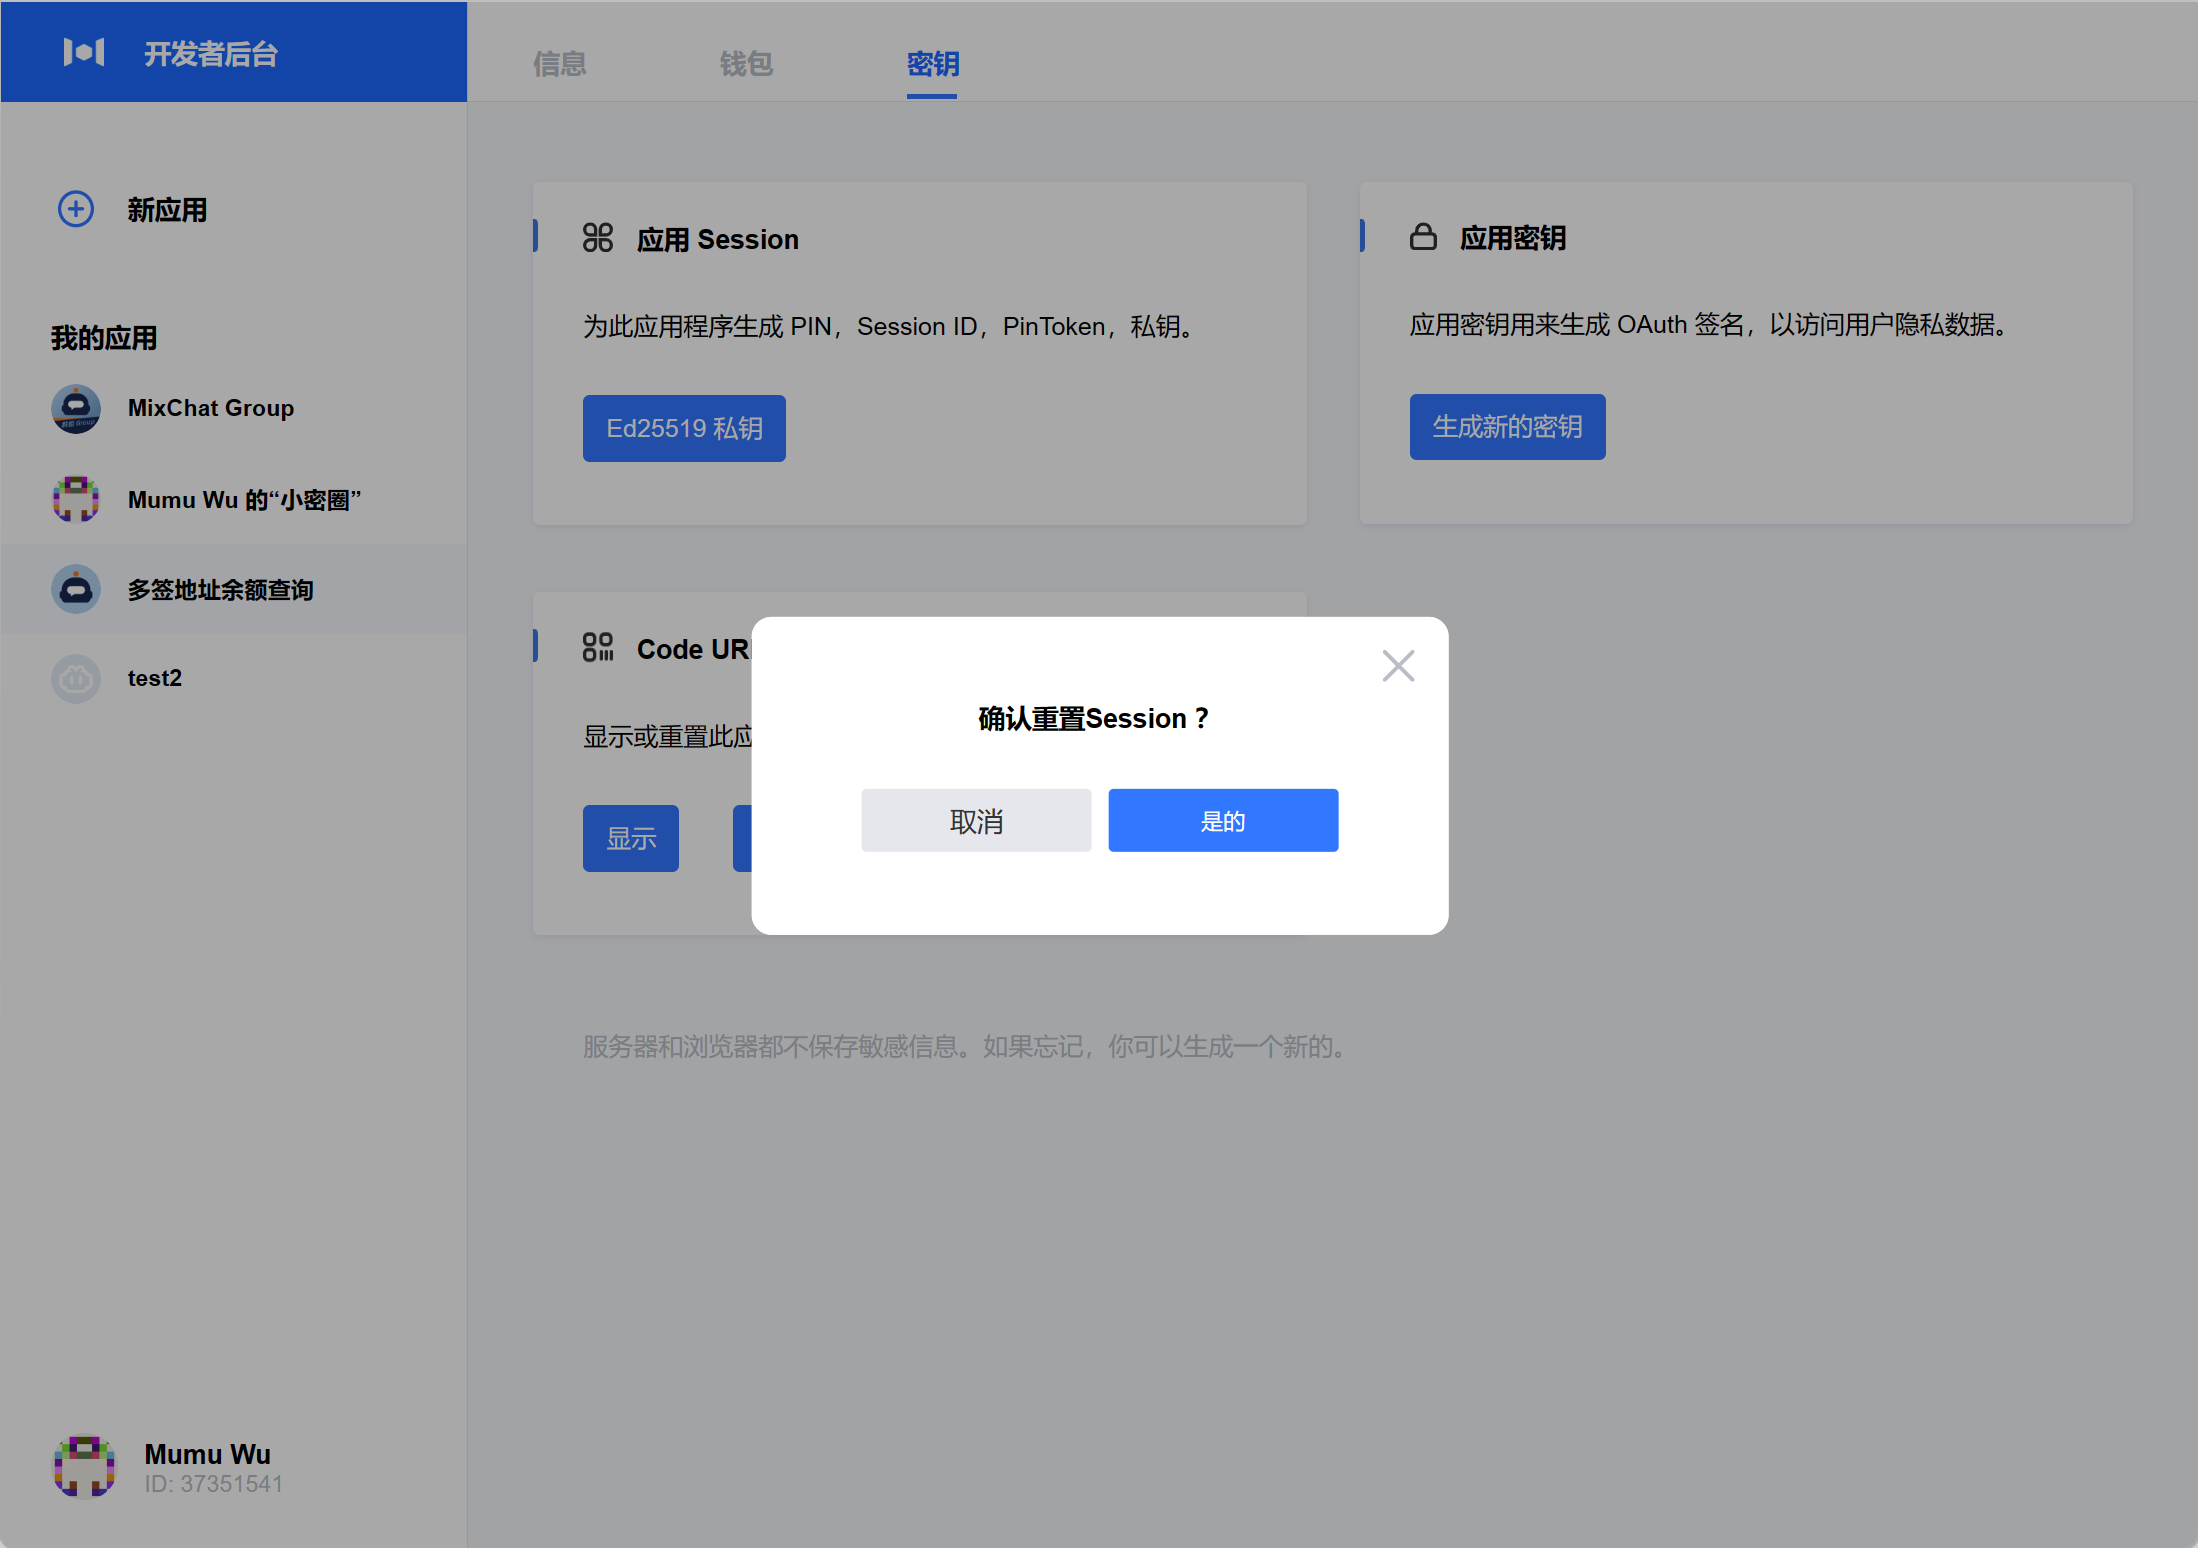 开发者后台
信息
钱包
密钥
新应用
我的应用
MixChat Group
Mumu Wu 的“小密圈”
多签地址余额查询
test2
应用 Session
为此应用程序生成 PIN，Session ID，PinToken，私钥。
Ed25519 私钥
应用密钥
应用密钥用来生成 OAuth 签名，以访问用户隐私数据。
生成新的密钥
Code UR
显示或重置此应
显示
确认重置Session？
取消
是的
服务器和浏览器都不保存敏感信息。如果忘记，你可以生成一个新的。
Mumu Wu
ID: 37351541